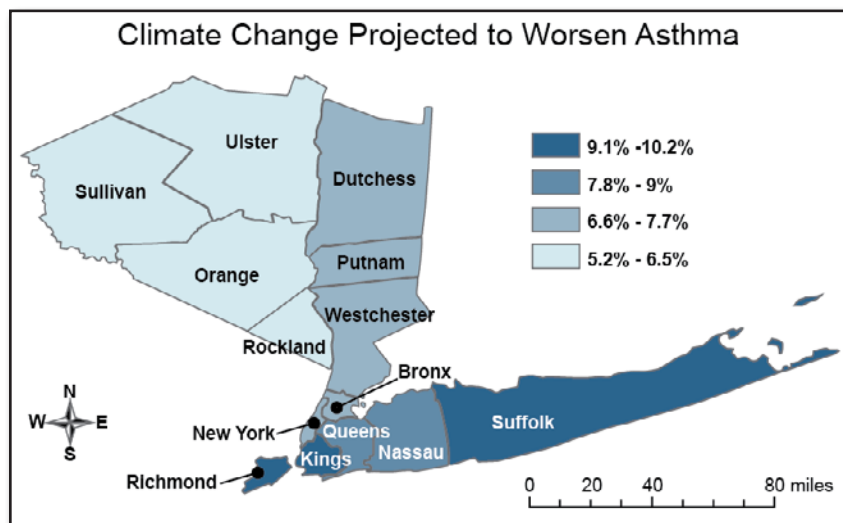 Climate Change Projected to Worsen Asthma
9.1% -10.2%
7.8% - 9%
6.6% - 7.7%
5.2% - 6.5%
Ulster
Sullivan
Dutchess
Orange
Putnam
Westchester
Rockland
Bronx
New York
Queens
Suffolk
Kings
Nassau
Richmond
N
W E
S
0 20 40 60 80 miles